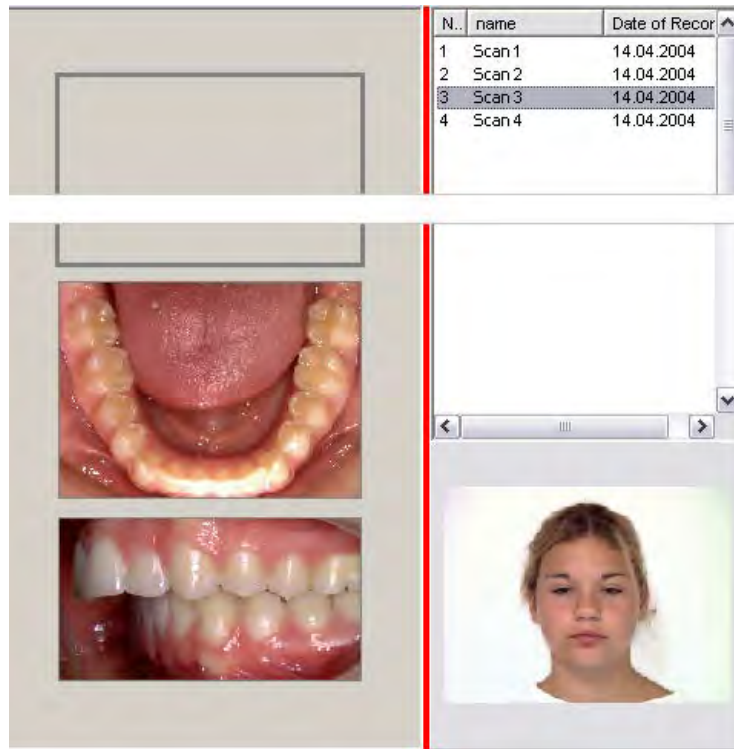 N.. name Date of Recor
1 Scan 1 14.04.2004
2 Scan 2 14.04.2004
3 Scan 3 14.04.2004
4 Scan 4 14.04.2004